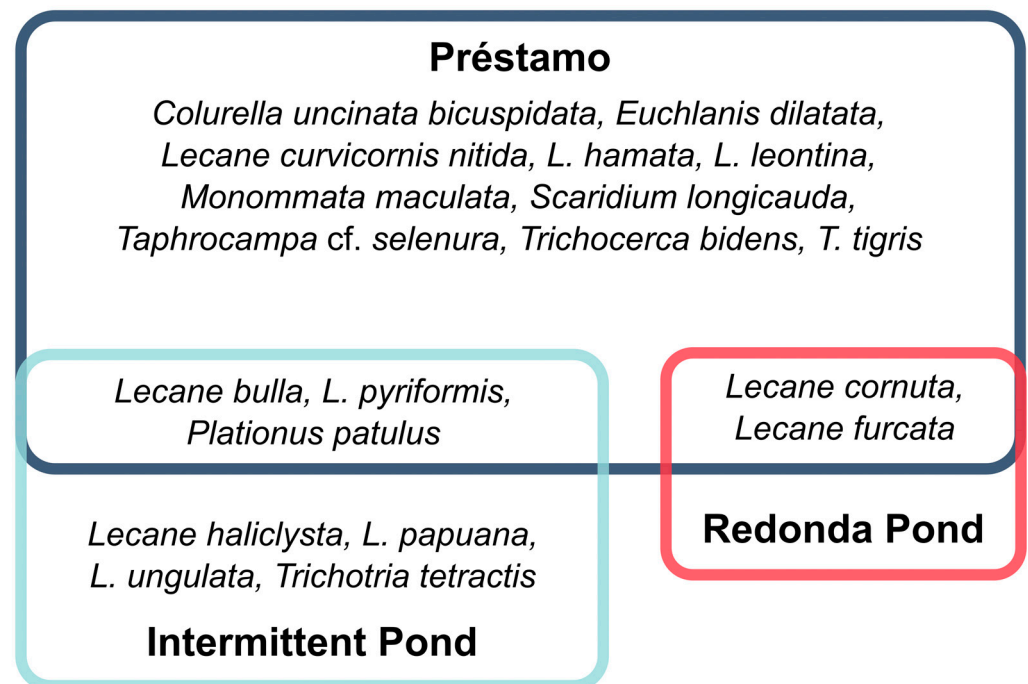 Préstamo
Colurella uncinata bicuspidata, Euchlanis dilatata,
Lecane curvicornis nitida, L. hamata, L. leontina,
Monommata maculata, Scaridium longicauda,
Taphrocampa cf. selenura, Trichocerca bidens, T. tigris
Lecane bulla, L. pyriformis,
Plationus patulus
Lecane cornuta,
Lecane furcata
Redonda Pond
Lecane haliclysta, L. papuana,
L. ungulata, Trichotria tetractis
Intermittent Pond